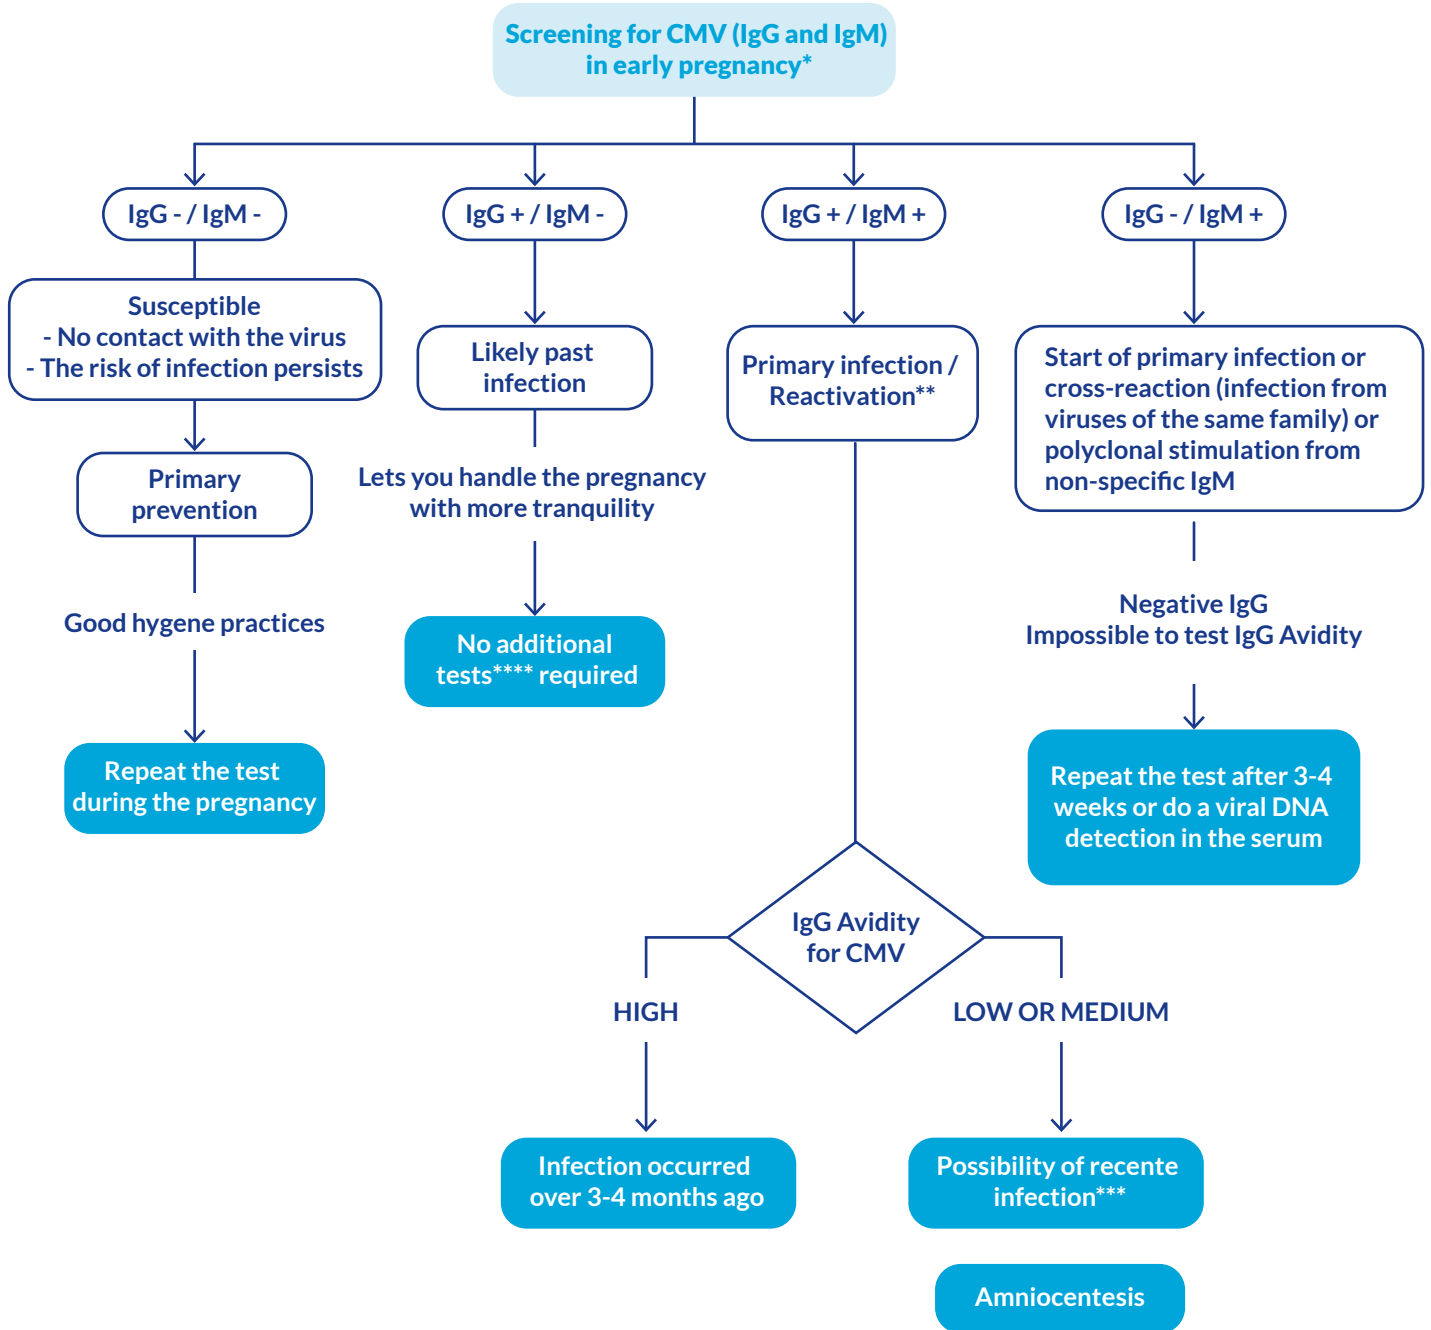 Screening for CMV (IgG and IgM)
in early pregnancy*
IgG - / IgM -
IgG + / IgM -
IgG + / IgM +
IgG - / IgM +
Susceptible
- No contact with the virus
- The risk of infection persists
Primary
prevention
Good hygene practices
Repeat the test
during the pregnancy
Likely past
infection
Lets you handle the pregnancy
with more tranquility
No additional
tests**** required
Primary infection /
Reactivation**
IgG Avidity
for CMV
HIGH
LOW OR MEDIUM
Infection occurred
over 3-4 months ago
Possibility of recente
infection***
Amniocentesis
Start of primary infection or
cross-reaction (infection from
viruses of the same family) or
polyclonal stimulation from
non-specific IgM
Negative IgG
Impossible to test IgG Avidity
Repeat the test after 3-4
weeks or do a viral DNA
detection in the serum